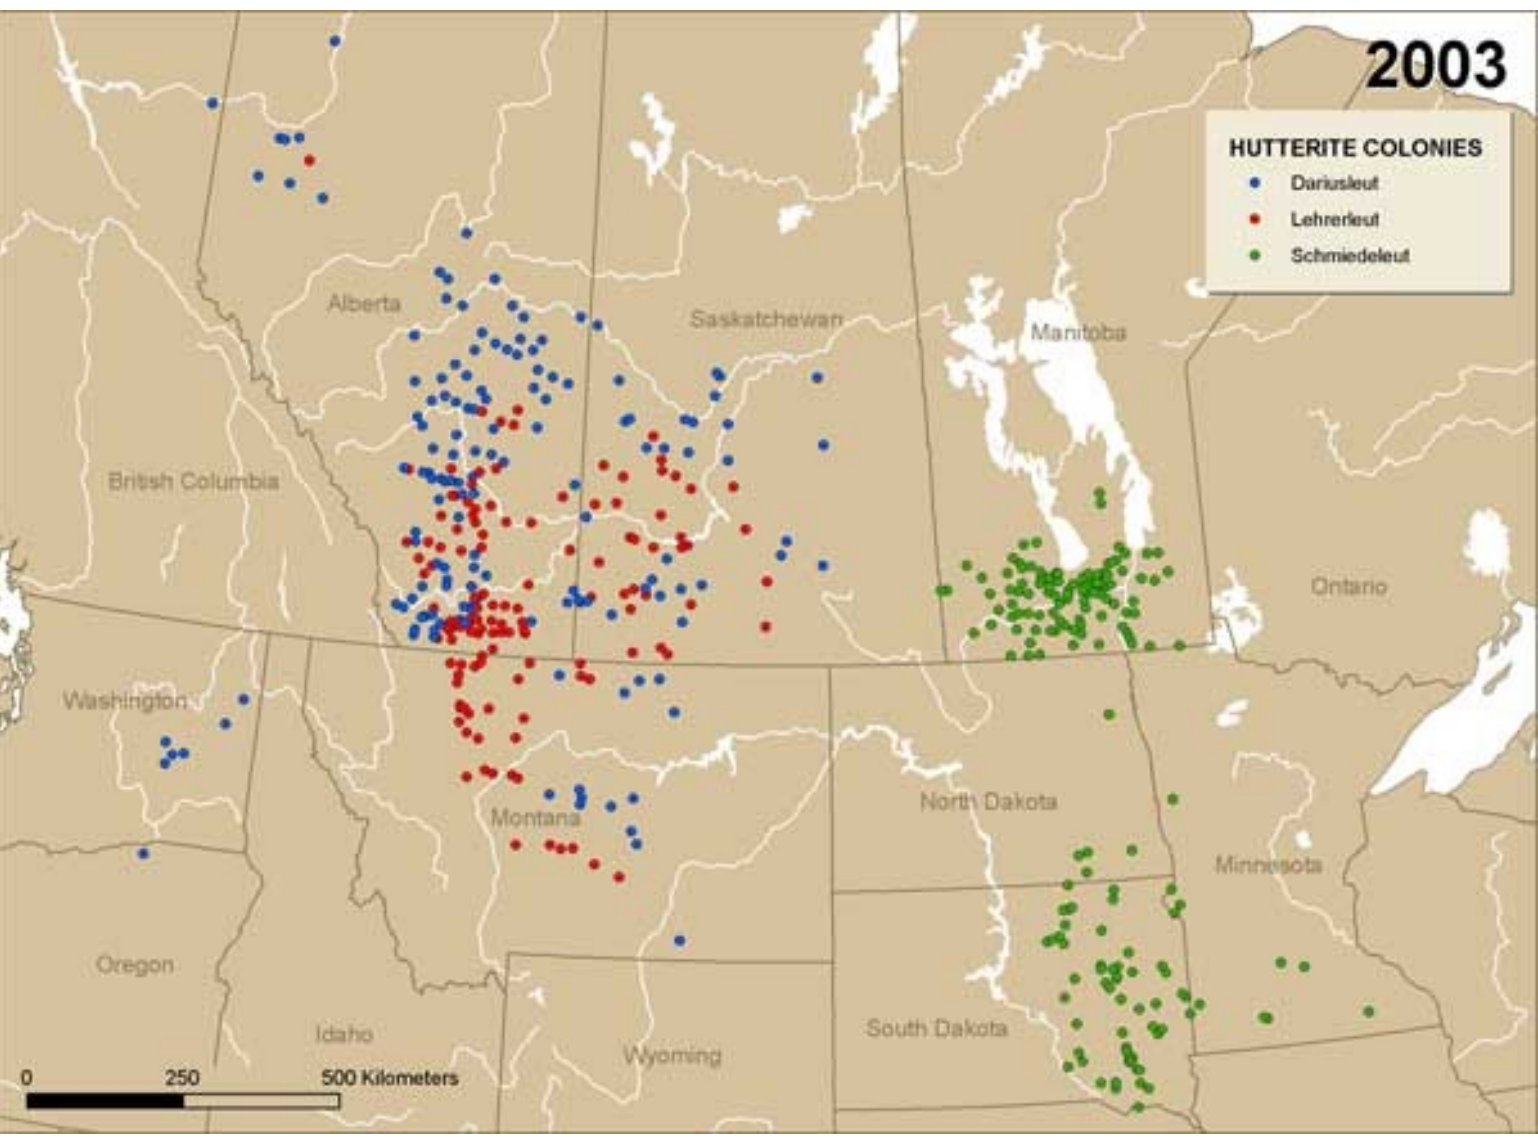 2003
HUTTERITE COLONIES
Dariusleut
Lehrerleut
Schmiedeleut
Alberta
Saskatchewan
Manitoba
British Columbia
Ontario
Washington
North Dakota
Montana
Minnesota
Oregon
South Dakota
Idaho
Wyoming
0 250 500 Kilometers